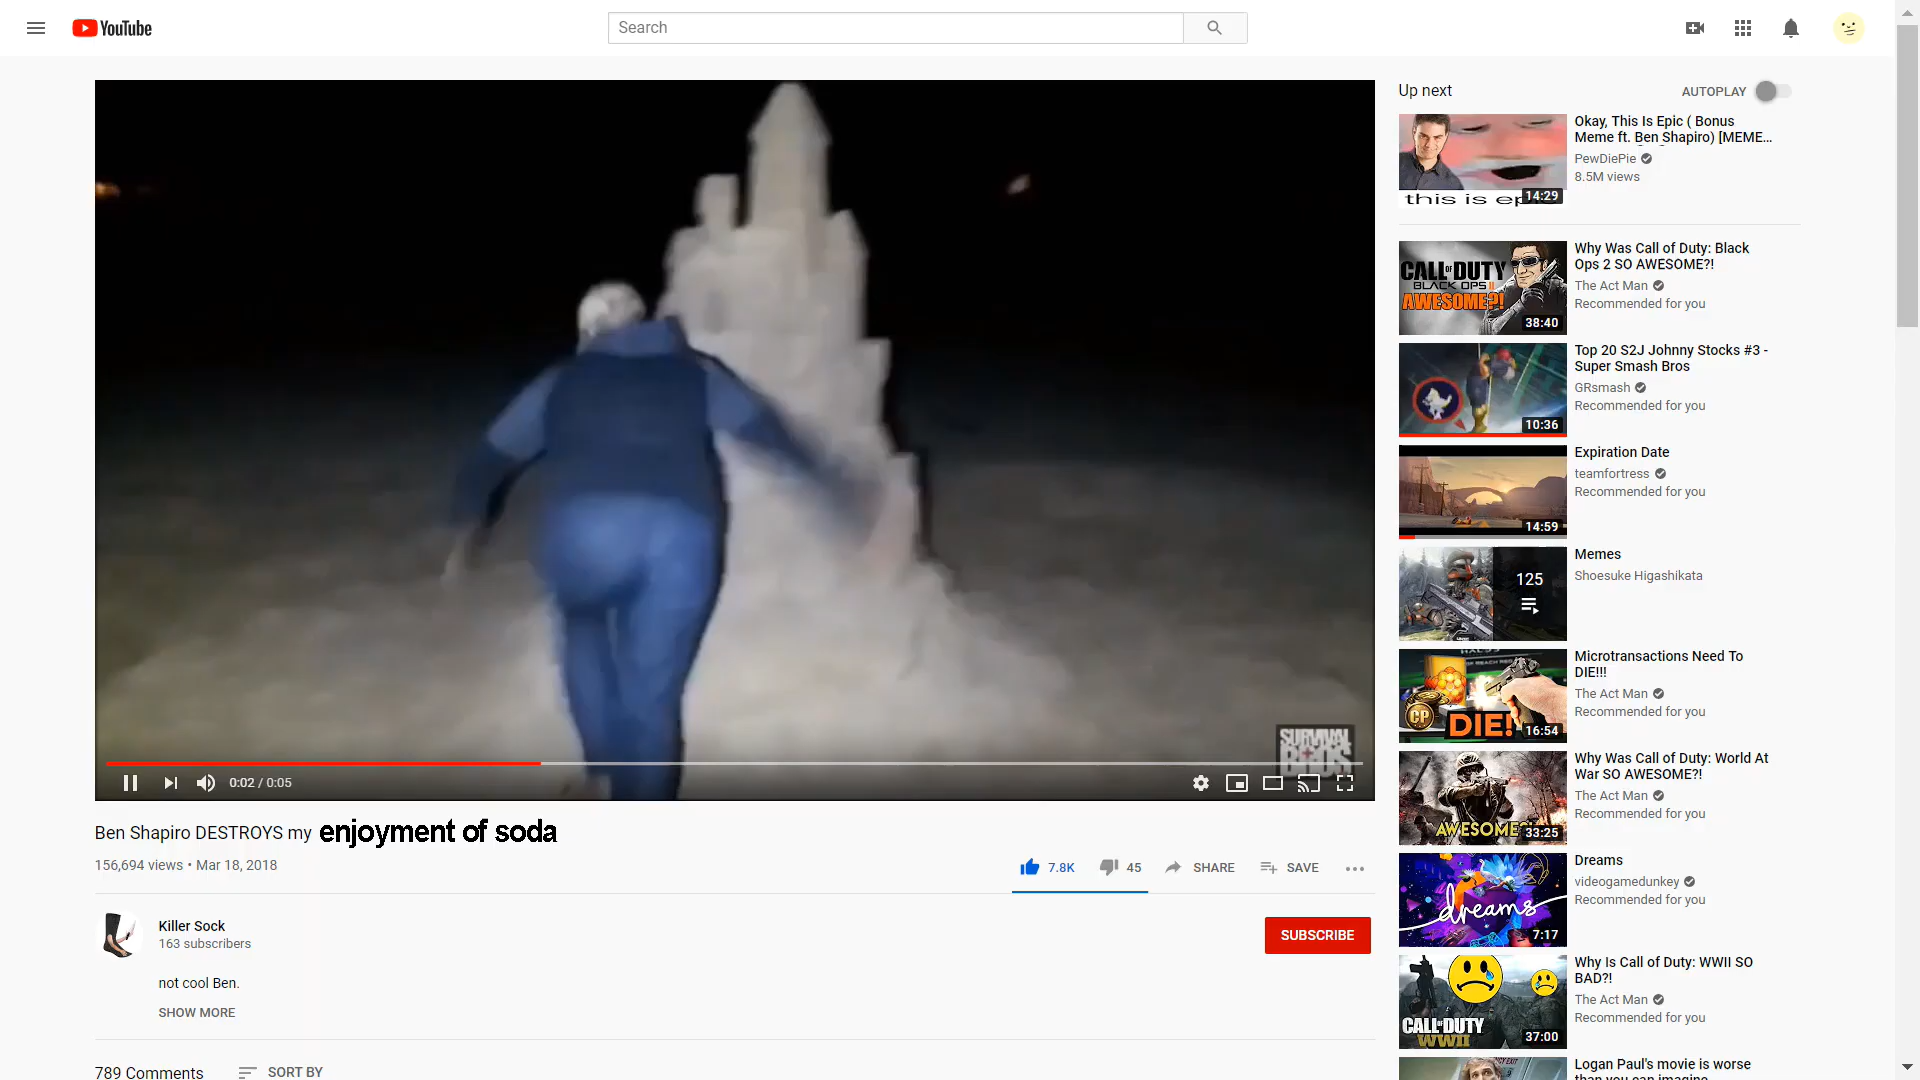 YouTube
Search
SURVIVAL
BROS
0:02 / 0:05
Ben Shapiro DESTROYS my enjoyment of soda
156,694 views • Mar 18, 2018
7.8K
45
SHARE
SAVE
Killer Sock
163 subscribers
SUBSCRIBE
not cool Ben.
SHOW MORE
789 Comments
SORT BY
Up next
AUTOPLAY
this is
14:29
Okay, This Is Epic ( Bonus
Meme ft. Ben Shapiro) [MEME...
PewDiePie
8.5M views
CALL OF DUTY
BLACK OPS II
AWESOME?!
38:40
Why Was Call of Duty: Black
Ops 2 SO AWESOME?!
The Act Man
Recommended for you
10:36
Top 20 S2J Johnny Stocks #3 -
Super Smash Bros
GRsmash
Recommended for you
14:59
Expiration Date
teamfortress
Recommended for you
125
Memes
Shoesuke Higashikata
CP
DIE!
16:54
Microtransactions Need To
DIE!!!
The Act Man
Recommended for you
AWESOME?!
33:25
Why Was Call of Duty: World At
War SO AWESOME?!
The Act Man
Recommended for you
dreams
7:17
Dreams
videogamedunkey
Recommended for you
CALL OF DUTY
WWII
37:00
Why Is Call of Duty: WWII SO
BAD?!
The Act Man
Recommended for you
Logan Paul's movie is worse
than you can imagine